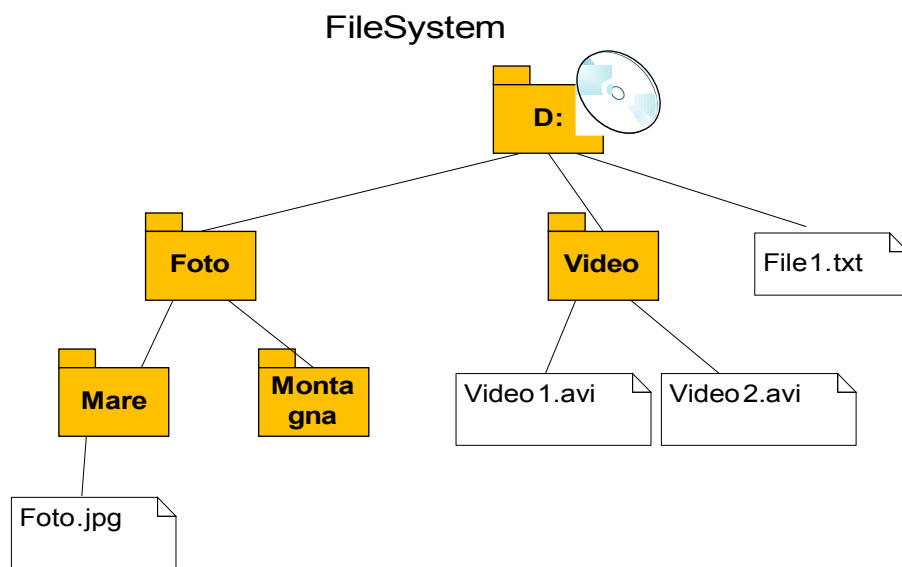 FileSystem
D:
Foto
Video
File1.txt
Mare
Monta
gna
Video1.avi
Video2.avi
Foto.jpg